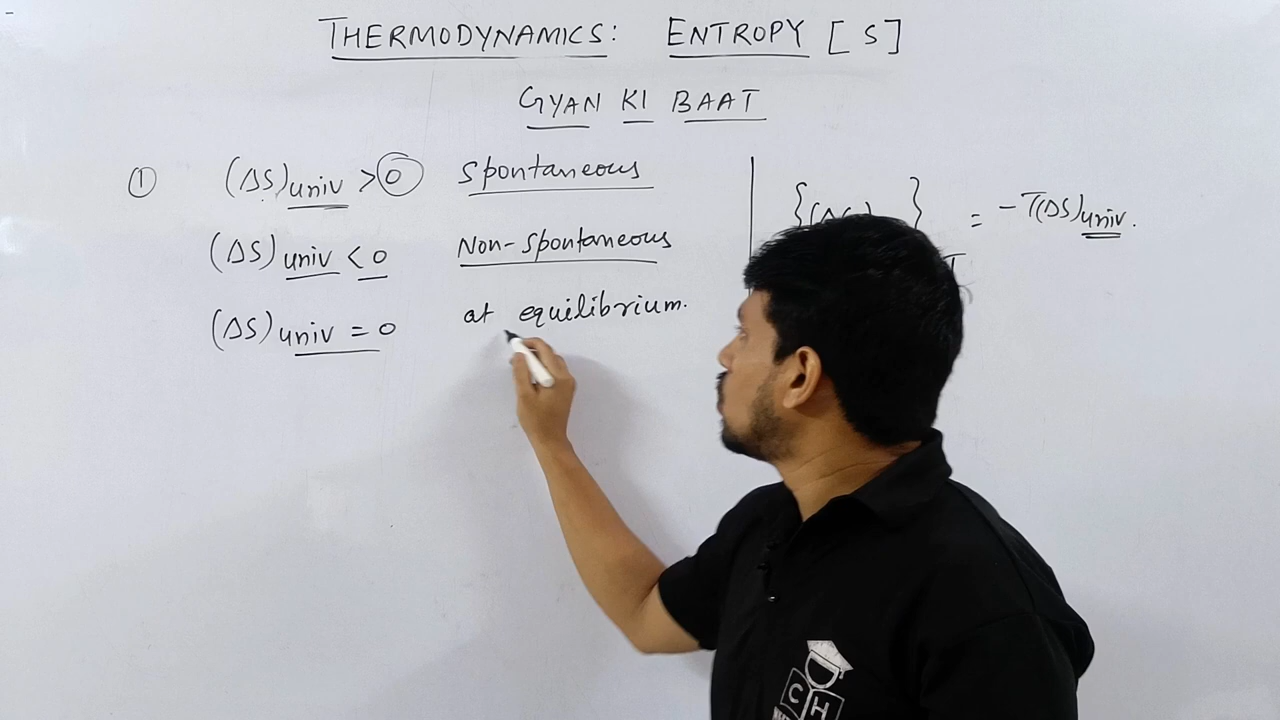 THERMODYNAMICS: ENTROPY [S]
GYAN KI BAAT
① (ΔS)univ > 0 Spontaneous
(ΔS)univ < 0 Non-Spontaneous
(ΔS)univ = 0 at equilibrium.
= -T(ΔS)univ.
C H